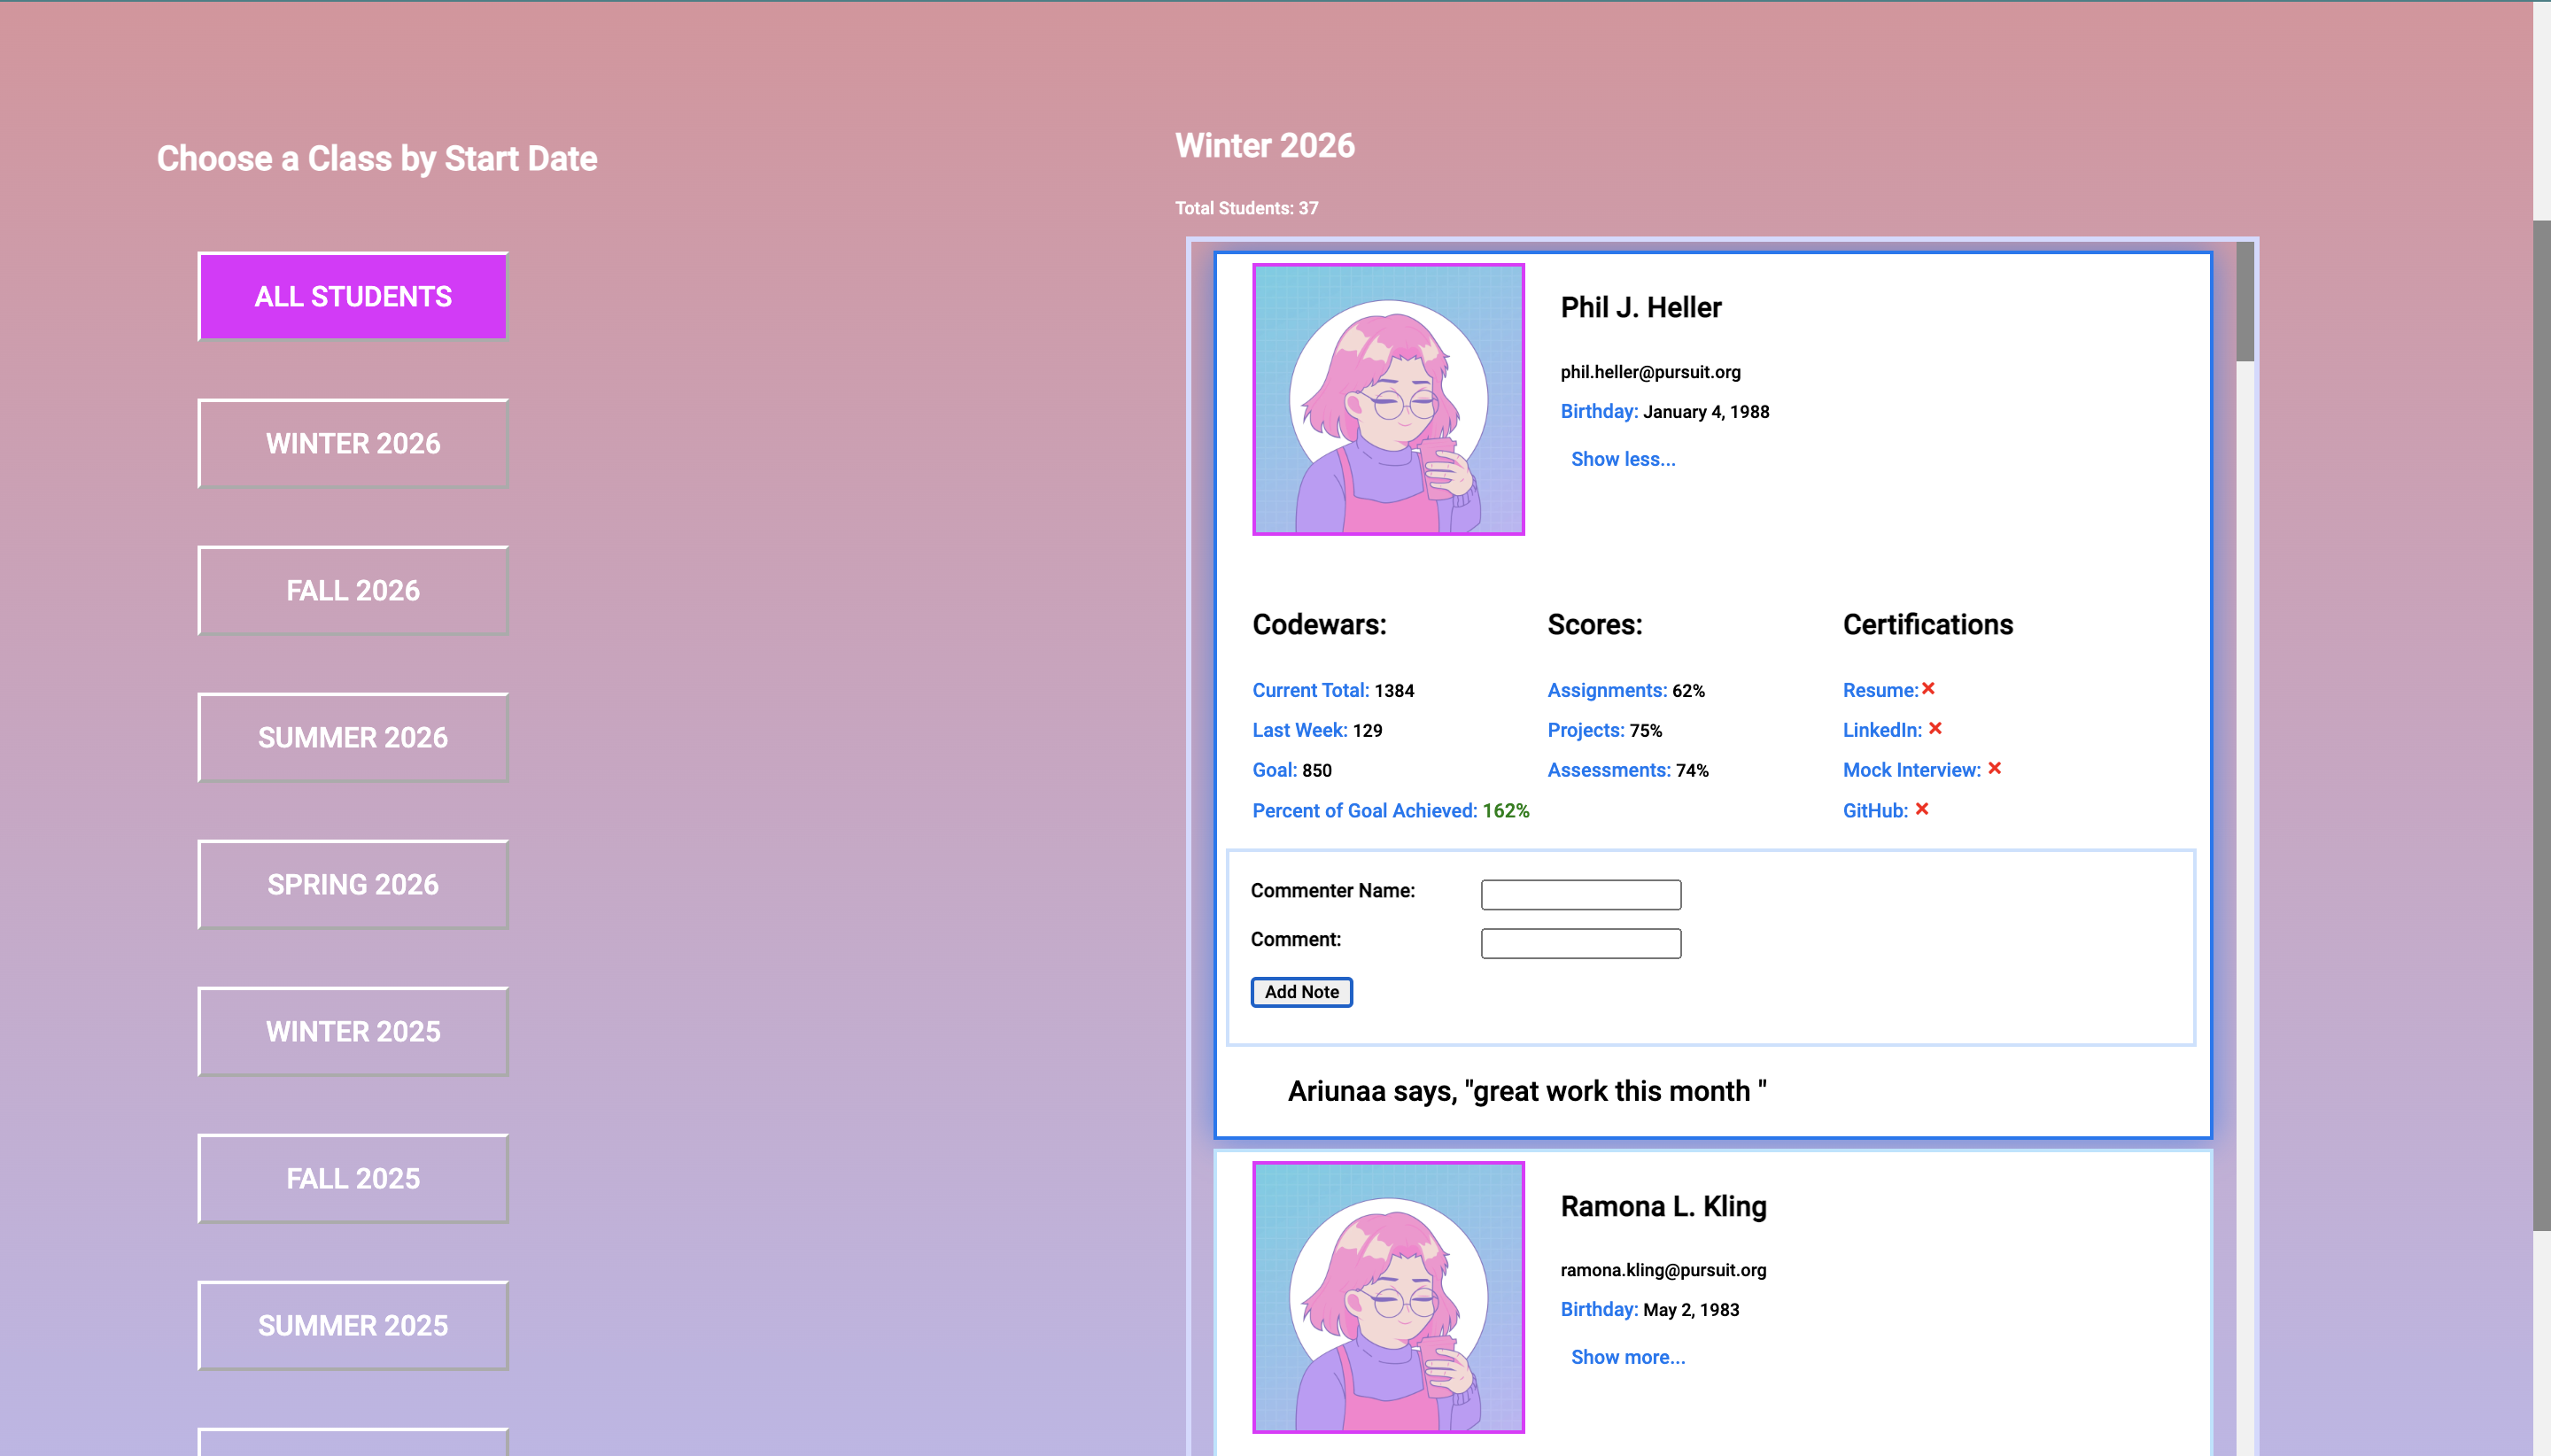 Choose a Class by Start Date
ALL STUDENTS
WINTER 2026
FALL 2026
SUMMER 2026
SPRING 2026
WINTER 2025
FALL 2025
SUMMER 2025
Winter 2026
Total Students: 37
Phil J. Heller
phil.heller@pursuit.org
Birthday: January 4, 1988
Show less...
Codewars:
Current Total: 1384
Last Week: 129
Goal: 850
Percent of Goal Achieved: 162%
Scores:
Assignments: 62%
Projects: 75%
Assessments: 74%
Certifications
Resume:❌
LinkedIn: ❌
Mock Interview: ❌
GitHub: ❌
Commenter Name:
Comment:
Add Note
Ariunaa says, "great work this month "
Ramona L. Kling
ramona.kling@pursuit.org
Birthday: May 2, 1983
Show more...